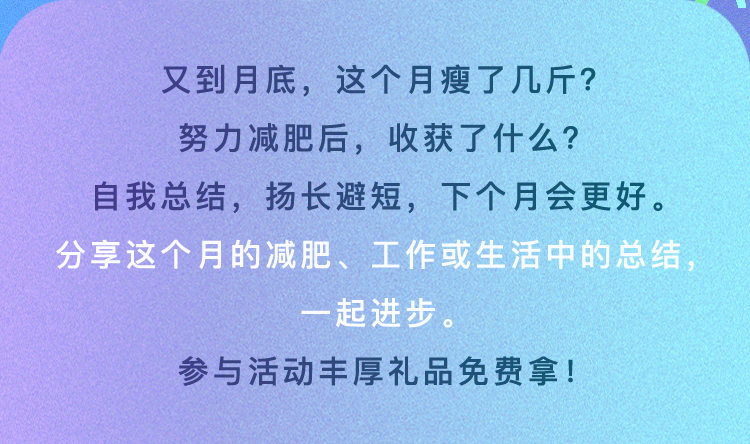 又到月底，这个月瘦了几斤？
努力减肥后，收获了什么？
自我总结，扬长避短，下个月会更好。
分享这个月的减肥、工作或生活中的总结，
一起进步。
参与活动丰厚礼品免费拿！